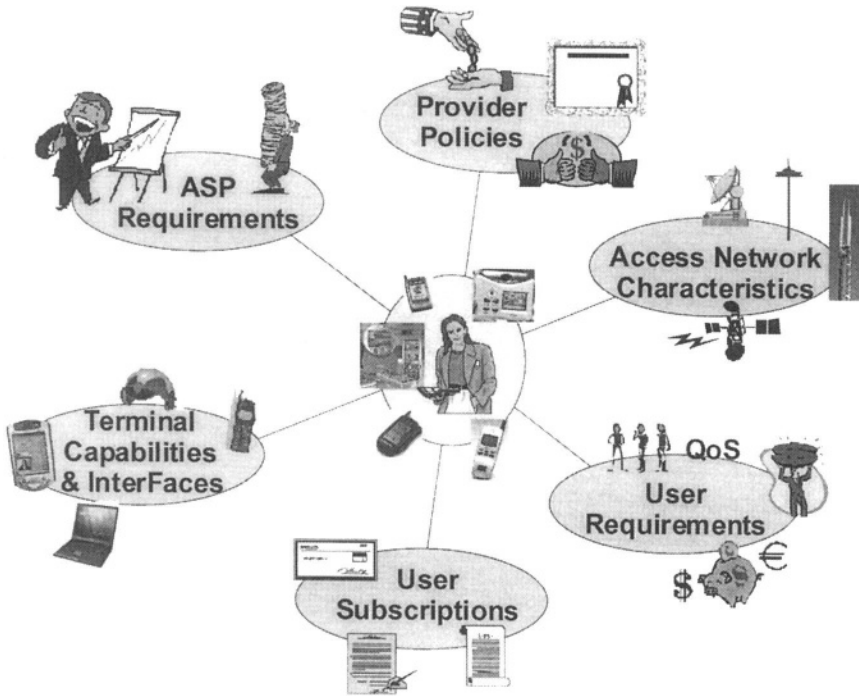 Provider
Policies
$
ASP
Requirements
Access Network
Characteristics
Terminal
Capabilities
& InterFaces
QoS
User
Requirements
$
€
User
Subscriptions